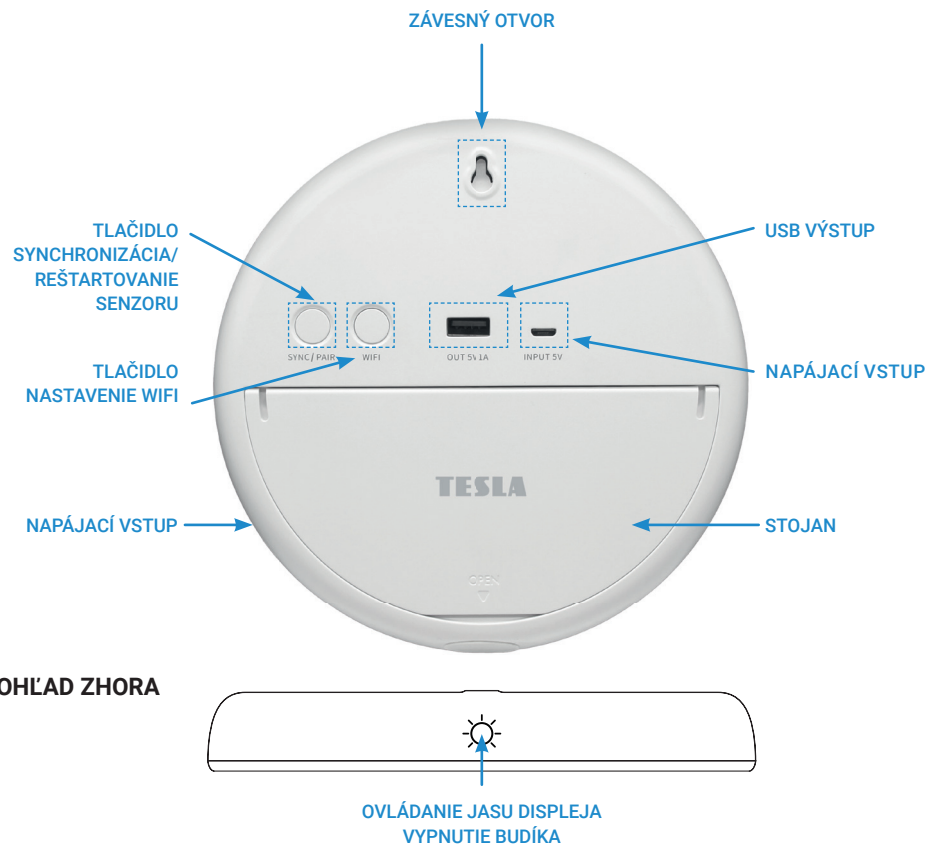 ZÁVESNÝ OTVOR
TLAČIDLO
SYNCHRONIZÁCIA/
REŠTARTOVANIE
SENZORU
USB VÝSTUP
SYNC/ PAIR
WIFI
OUT 5V 1A
INPUT 5V
TLAČIDLO
NASTAVENIE WIFI
NAPÁJACÍ VSTUP
TESLA
NAPÁJACÍ VSTUP
STOJAN
OPEN
OHĽAD ZHORA
OVLÁDANIE JASU DISPLEJA
VYPNUTIE BUDÍKA